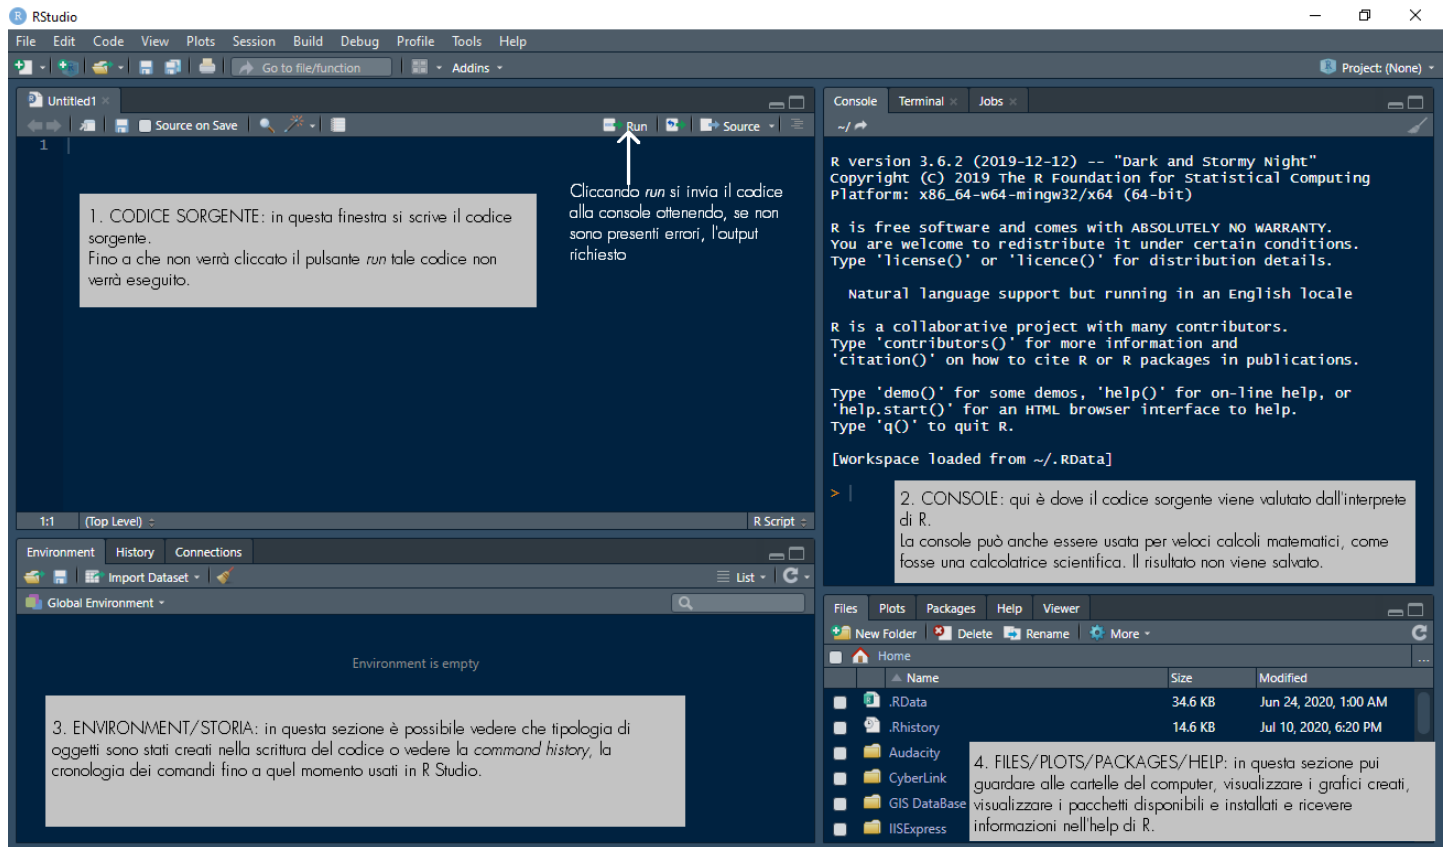 RStudio
File Edit Code View Plots Session Build Debug Profile Tools Help
Go to file/function
Addins
Project: (None)
Untitled1
Source on Save
Run
Source
1
1. CODICE SORGENTE: in questa finestra si scrive il codice
sorgente.
Fino a che non verrà cliccato il pulsante run tale codice non
verrà eseguito.
Cliccando run si invia il codice
alla console ottenendo, se non
sono presenti errori, l'output
richiesto
1:1 (Top Level)
R Script
Console Terminal Jobs
~/
R version 3.6.2 (2019-12-12) -- "Dark and Stormy Night"
Copyright (C) 2019 The R Foundation for Statistical Computing
Platform: x86_64-w64-mingw32/x64 (64-bit)
R is free software and comes with ABSOLUTELY NO WARRANTY.
You are welcome to redistribute it under certain conditions.
Type 'license()' or 'licence()' for distribution details.
Natural language support but running in an English locale
R is a collaborative project with many contributors.
Type 'contributors()' for more information and
'citation()' on how to cite R or R packages in publications.
Type 'demo()' for some demos, 'help()' for on-line help, or
'help.start()' for an HTML browser interface to help.
Type 'q()' to quit R.
[Workspace loaded from ~/.RData]
>
2. CONSOLE: qui è dove il codice sorgente viene valutato dall'interprete
di R.
La console può anche essere usata per veloci calcoli matematici, come
fosse una calcolatrice scientifica. Il risultato non viene salvato.
Environment History Connections
Import Dataset
List
Global Environment
Environment is empty
3. ENVIRONMENT/STORIA: in questa sezione è possibile vedere che tipologia di
oggetti sono stati creati nella scrittura del codice o vedere la command history, la
cronologia dei comandi fino a quel momento usati in R Studio.
Files Plots Packages Help Viewer
New Folder Delete Rename More
Home
...
Name Size Modified
.RData 34.6 KB Jun 24, 2020, 1:00 AM
.Rhistory 14.6 KB Jul 10, 2020, 6:20 PM
Audacity
CyberLink
GIS DataBase
IISExpress
4. FILES/PLOTS/PACKAGES/HELP: in questa sezione pui
guardare alle cartelle del computer, visualizzare i grafici creati,
visualizzare i pacchetti disponibili e installati e ricevere
informazioni nell'help di R.